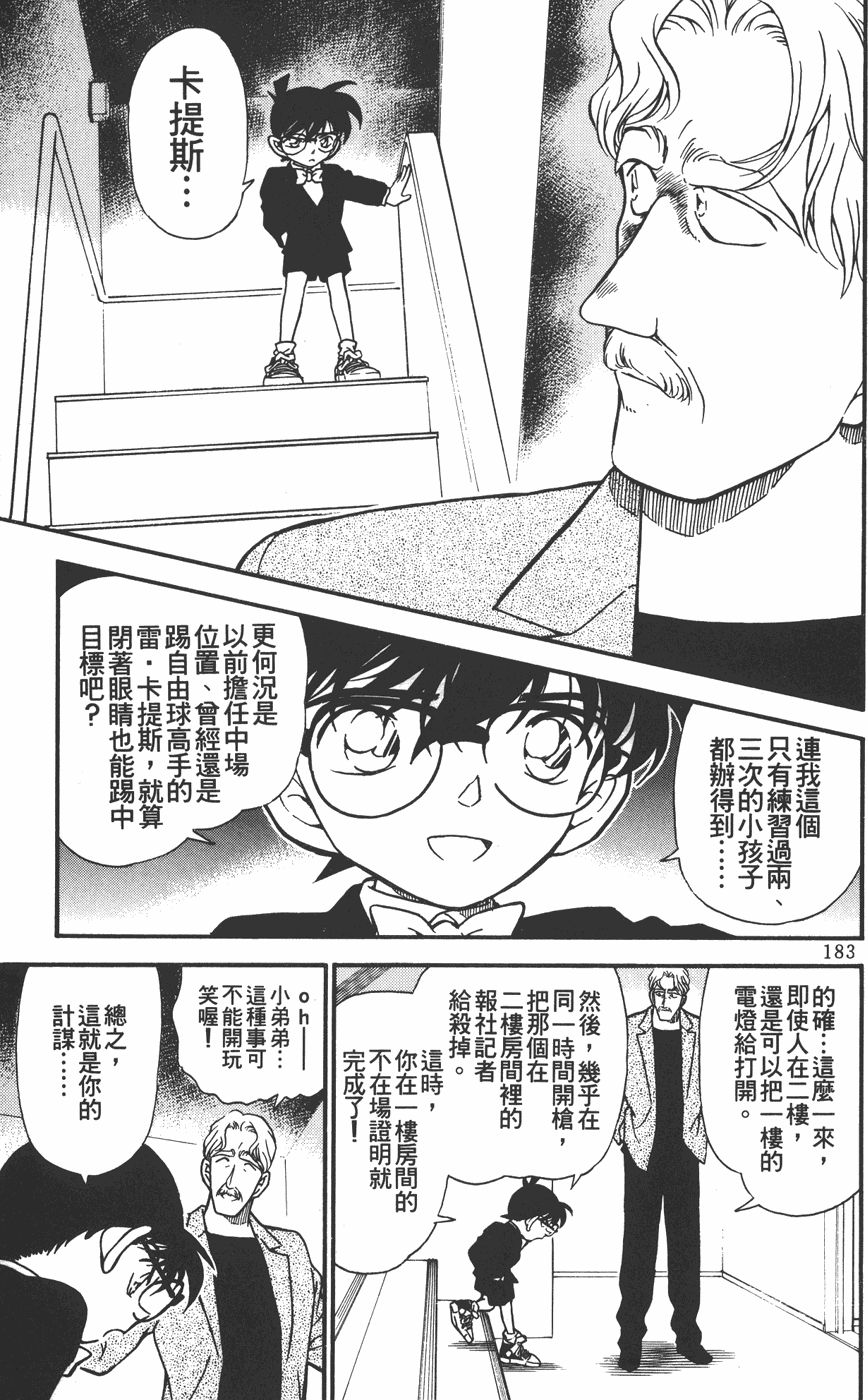 卡提斯…
連我這個
只有練習過兩、
三次的小孩子
都辦得到……
更何況是
以前擔任中場
位置、曾經還是
踢自由球高手的
雷・卡提斯，就算
閉著眼睛也能踢中
目標吧？
183
的確…這麼一來，
即使人在二樓，
還是可以把一樓的
電燈給打開。
然後，幾乎在
同一時間開槍，
把那個在
二樓房間裡的
報社記者
給殺掉。
這時，
你在一樓房間的
不在場證明就
完成了！
oh——
小弟弟…
這種事可
不能開玩
笑喔！
總之，
這就是你的
計謀……